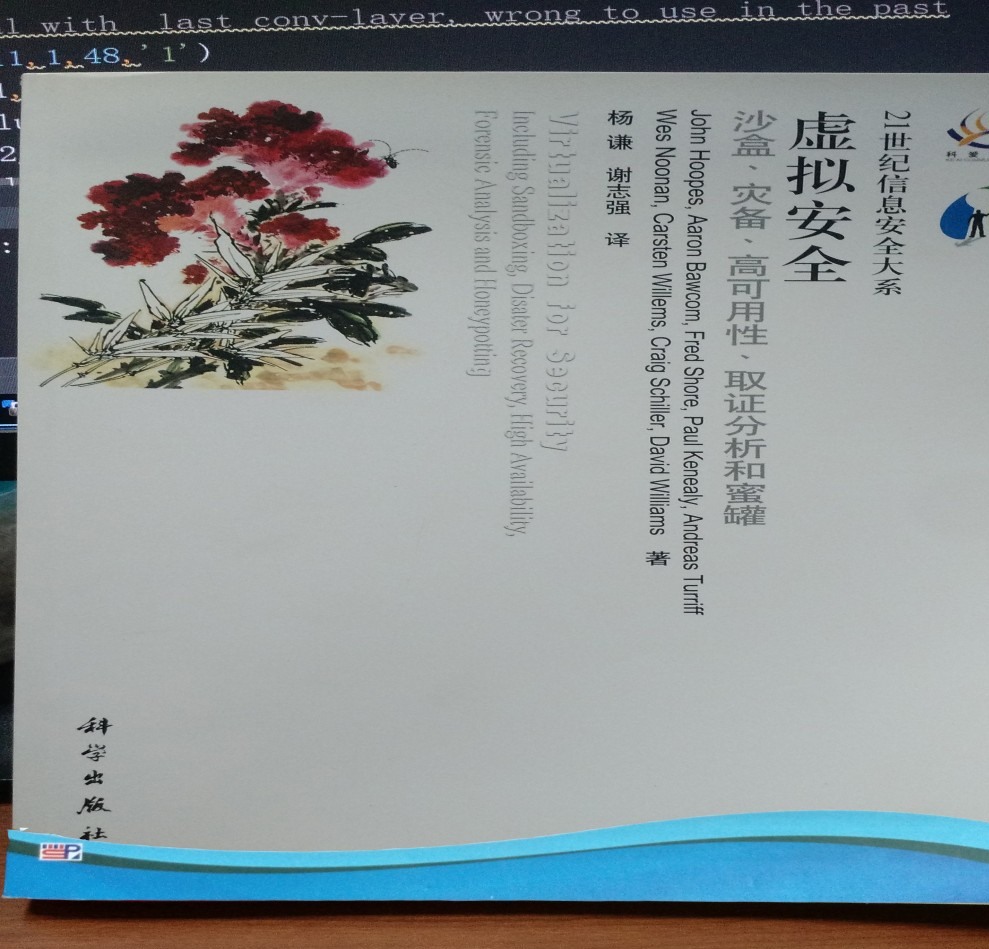 ll with last conv-layer, wrong to use in the past
11,1,48,'1')
科 爱
21世纪信息安全大系
虚拟安全
沙盒、灾备、高可用性、取证分析和蜜罐
John Hoopes, Aaron Bawcom, Fred Shore, Paul Kenealy, Andreas Turriff
Wes Noonan, Carsten Willems, Craig Schiller, David Williams 著
杨 谦 谢志强 译
Virtualization for Security
Including Sandboxing, Disater Recovery, High Availability,
Forensic Analysis and Honeypotting
科学出版社